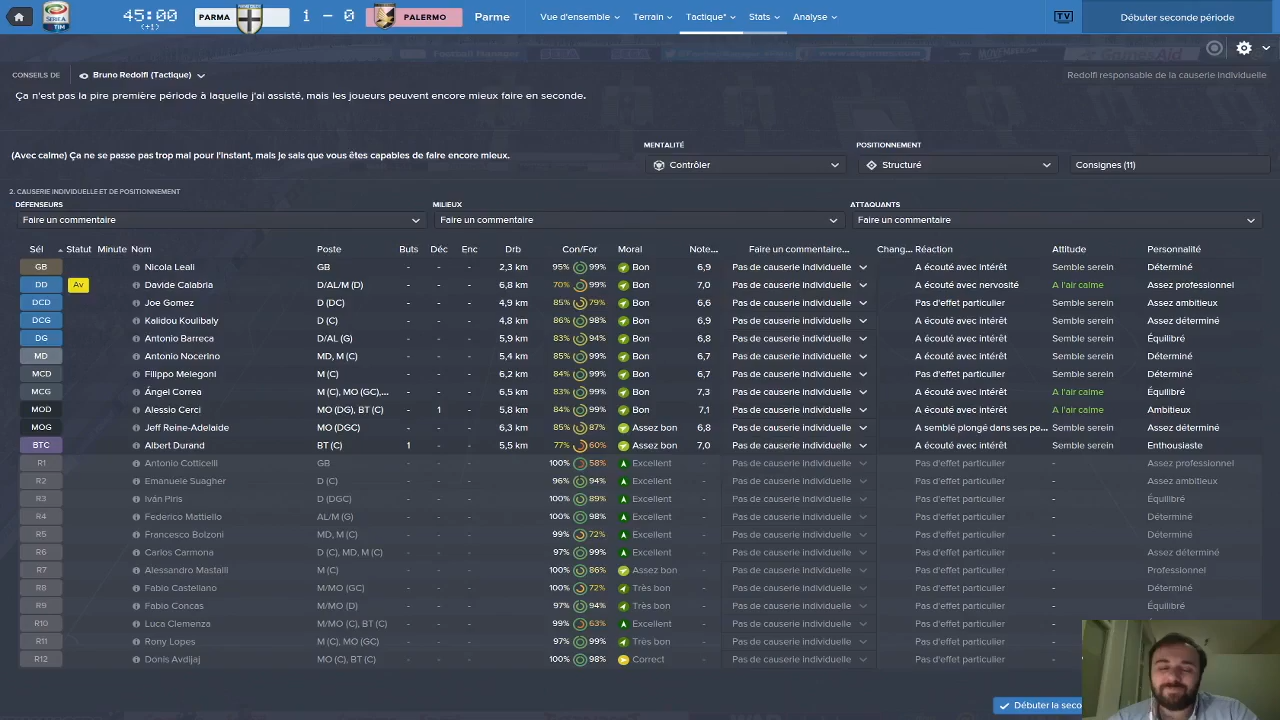 45:00 (+1) PARMA 1 - 0 PALERMO Parme Vue d'ensemble Terrain Tactique* Stats Analyse TV Débuter seconde période
SERIE A TIM
CONSEILS DE Bruno Redolfi (Tactique) Redolfi responsable de la causerie individuelle
Ça n'est pas la pire première période à laquelle j'ai assisté, mais les joueurs peuvent encore mieux faire en seconde.
MENTALITÉ POSITIONNEMENT
(Avec calme) Ça ne se passe pas trop mal pour l'instant, mais je sais que vous êtes capables de faire encore mieux. Contrôler Structuré Consignes (11)
2. CAUSERIE INDIVIDUELLE ET DE POSITIONNEMENT
DÉFENSEURS MILIEUX ATTAQUANTS
Faire un commentaire Faire un commentaire Faire un commentaire
Sél Statut Minute Nom Poste Buts Déc Enc Drb Con/For Moral Note... Faire un commentaire... Chang... Réaction Attitude Personnalité
GB Nicola Leali GB - - - 2,3 km 95% 99% Bon 6,9 Pas de causerie individuelle A écouté avec intérêt Semble serein Déterminé
DD Av Davide Calabria D/AL/M (D) - - - 6,8 km 70% 99% Bon 7,0 Pas de causerie individuelle A écouté avec nervosité A l'air calme Assez professionnel
DCD Joe Gomez D (DC) - - - 4,9 km 85% 79% Bon 6,6 Pas de causerie individuelle Pas d'effet particulier Semble serein Assez ambitieux
DCG Kalidou Koulibaly D (C) - - - 4,8 km 86% 98% Bon 6,9 Pas de causerie individuelle A écouté avec intérêt Semble serein Assez déterminé
DG Antonio Barreca D/AL (G) - - - 5,9 km 83% 94% Bon 6,8 Pas de causerie individuelle A écouté avec intérêt Semble serein Équilibré
MD Antonio Nocerino MD, M (C) - - - 5,4 km 85% 99% Bon 6,7 Pas de causerie individuelle A écouté avec intérêt Semble serein Déterminé
MCD Filippo Melegoni M (C) - - - 6,2 km 84% 99% Bon 6,7 Pas de causerie individuelle Pas d'effet particulier Semble serein Déterminé
MCG Ángel Correa M (C), MO (GC),... - - - 6,5 km 83% 99% Bon 7,3 Pas de causerie individuelle A écouté avec intérêt A l'air calme Équilibré
MOD Alessio Cerci MO (DG), BT (C) - 1 - 5,8 km 84% 99% Bon 7,1 Pas de causerie individuelle A écouté avec intérêt A l'air calme Ambitieux
MOG Jeff Reine-Adelaide MO (DGC) - - - 6,3 km 85% 87% Assez bon 6,8 Pas de causerie individuelle A semblé plongé dans ses pe... Semble serein Assez déterminé
BTC Albert Durand BT (C) 1 - - 5,5 km 77% 60% Assez bon 7,0 Pas de causerie individuelle A écouté avec intérêt Semble serein Enthousiaste
R1 Antonio Cotticelli GB 100% 58% Excellent - Pas de causerie individuelle Pas d'effet particulier - Assez professionnel
R2 Emanuele Suagher D (C) 96% 94% Excellent - Pas de causerie individuelle Pas d'effet particulier - Assez ambitieux
R3 Iván Piris D (DGC) 100% 89% Excellent - Pas de causerie individuelle Pas d'effet particulier - Équilibré
R4 Federico Mattiello AL/M (G) 100% 98% Excellent - Pas de causerie individuelle Pas d'effet particulier - Déterminé
R5 Francesco Bolzoni MD, M (C) 99% 72% Excellent - Pas de causerie individuelle Pas d'effet particulier - Déterminé
R6 Carlos Carmona D (C), MD, M (C) 97% 99% Excellent - Pas de causerie individuelle Pas d'effet particulier - Assez déterminé
R7 Alessandro Mastalli M (C) 100% 86% Assez bon - Pas de causerie individuelle Pas d'effet particulier - Professionnel
R8 Fabio Castellano M/MO (GC) 100% 72% Très bon - Pas de causerie individuelle Pas d'effet particulier - Déterminé
R9 Fabio Concas M/MO (D) 97% 94% Très bon - Pas de causerie individuelle Pas d'effet particulier - Équilibré
R10 Luca Clemenza M/MO (C), BT (C) 99% 63% Excellent - Pas de causerie individuelle Pas d'effet particulier
R11 Rony Lopes M (C), MO (GC) 97% 99% Très bon - Pas de causerie individuelle Pas d'effet particulier
R12 Donis Avdijaj MO (C), BT (C) 100% 98% Correct - Pas de causerie individuelle Pas d'effet particulier
Débuter la seco